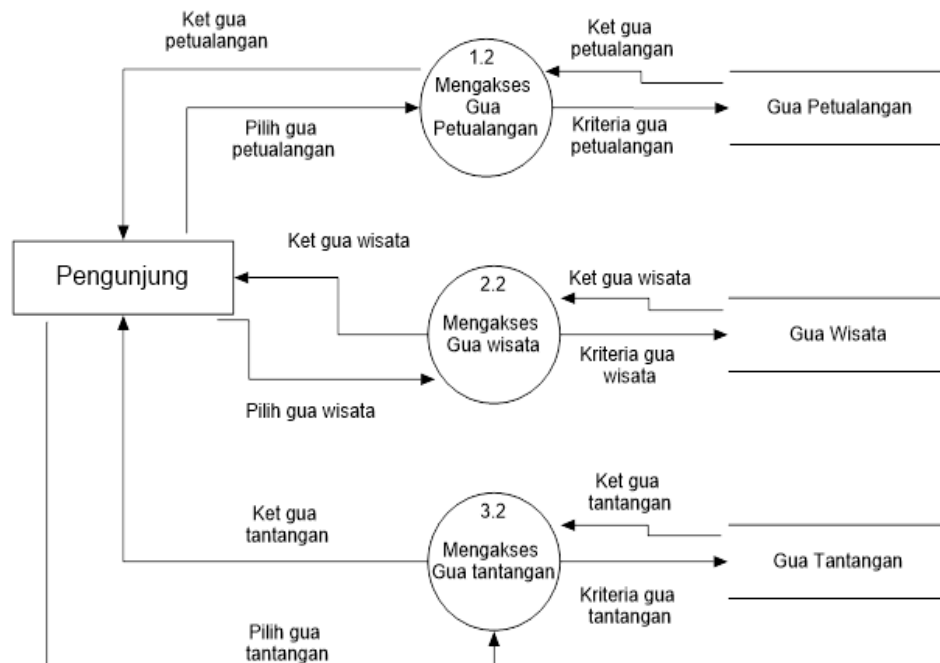 Ket gua
petualangan
Ket gua
petualangan
1.2
Mengakses
Gua
Petualangan
Gua Petualangan
Pilih gua
petualangan
Kriteria gua
petualangan
Ket gua wisata
Pengunjung
2.2
Mengakses
Gua wisata
Ket gua wisata
Gua Wisata
Kriteria gua
wisata
Pilih gua wisata
Ket gua
tantangan
3.2
Mengakses
Gua tantangan
Ket gua
tantangan
Gua Tantangan
Kriteria gua
tantangan
Pilih gua
tantangan